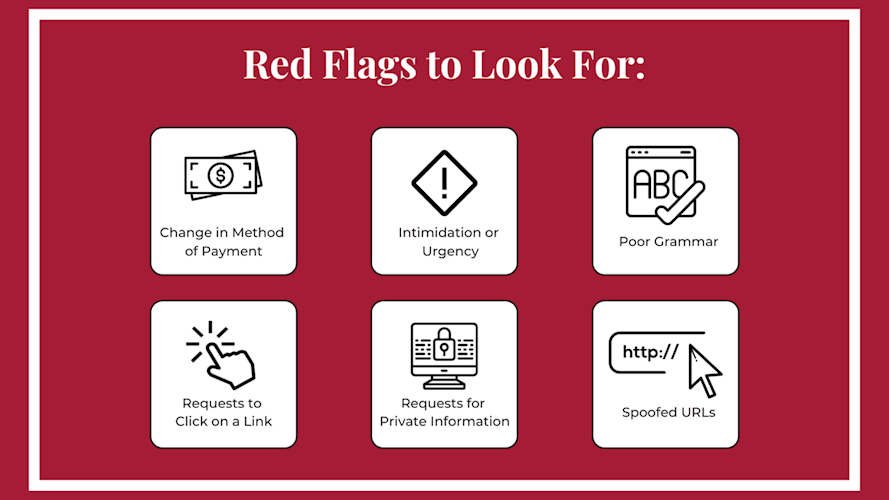 Red Flags to Look For:
$
Change in Method
of Payment
!
Intimidation or
Urgency
ABC
Poor Grammar
Requests to
Click on a Link
Requests for
Private Information
http://
Spoofed URLs